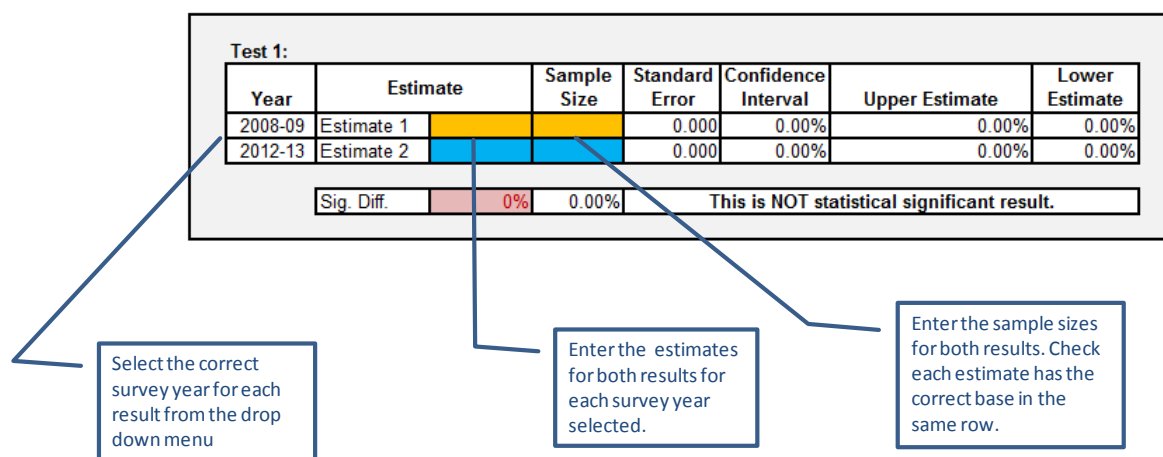 Test 1:
Year Estimate Sample Size Standard Error Confidence Interval Upper Estimate Lower Estimate
2008-09 Estimate 1 0.000 0.00% 0.00% 0.00%
2012-13 Estimate 2 0.000 0.00% 0.00% 0.00%
Sig. Diff. 0% 0.00% This is NOT statistical significant result.
Select the correct
survey year for each
result from the drop
down menu
Enter the estimates
for both results for
each survey year
selected.
Enter the sample sizes
for both results. Check
each estimate has the
correct base in the
same row.